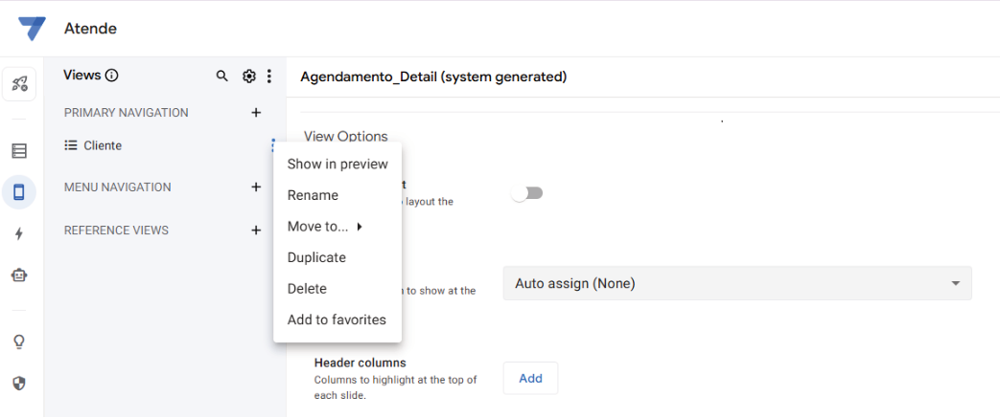 Atende
Views
Agendamento_Detail (system generated)
PRIMARY NAVIGATION
Cliente
MENU NAVIGATION
REFERENCE VIEWS
Show in preview
Rename
Move to...
Duplicate
Delete
Add to favorites
View Options
layout the
to show at the
Auto assign (None)
Header columns
Columns to highlight at the top of
each slide.
Add